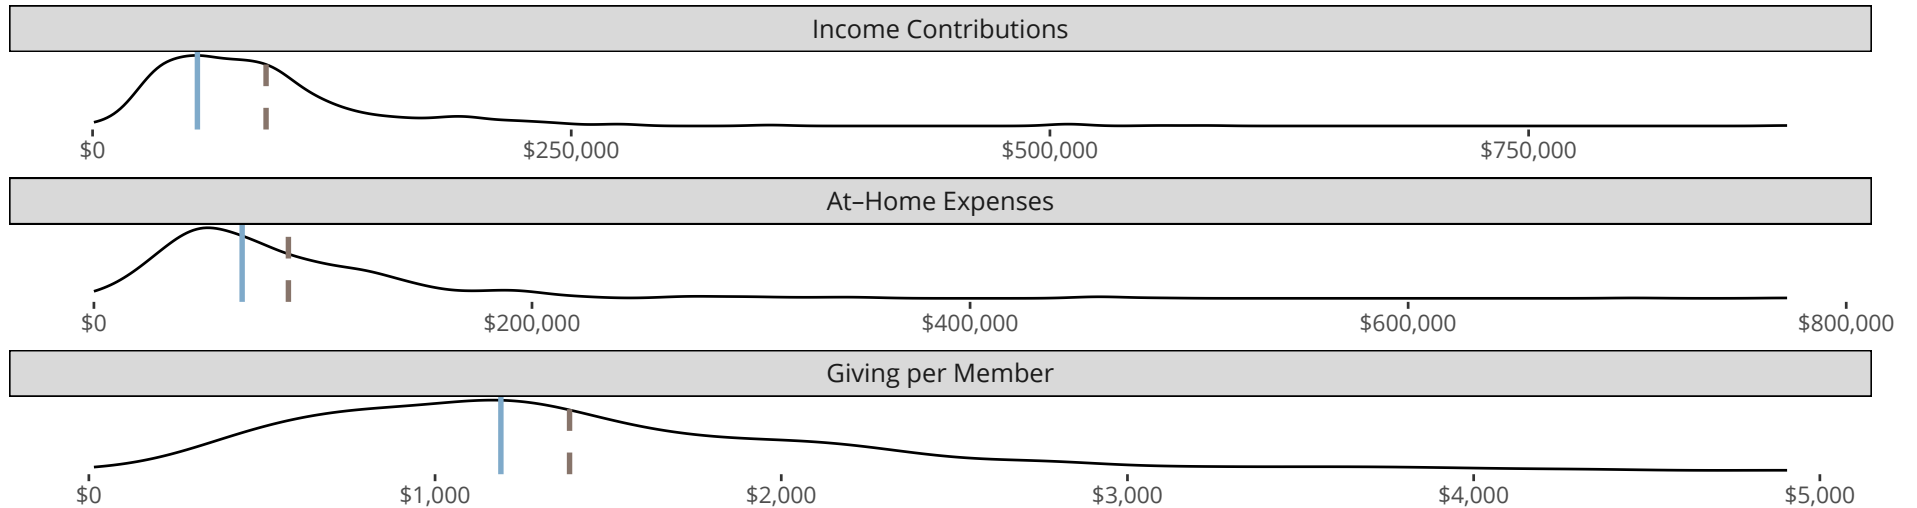 Income Contributions
$0 $250,000 $500,000 $750,000
At–Home Expenses
$0 $200,000 $400,000 $600,000 $800,000
Giving per Member
$0 $1,000 $2,000 $3,000 $4,000 $5,000